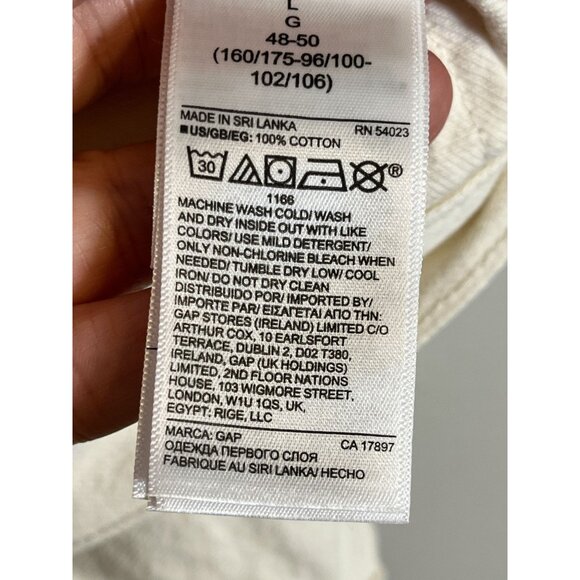 L
G
48-50
(160/175-96/100-
102/106)
MADE IN SRI LANKA RN 54023
■US/GB/EG: 100% COTTON
30
®
1166
MACHINE WASH COLD/ WASH
AND DRY INSIDE OUT WITH LIKE
COLORS/ USE MILD DETERGENT/
ONLY NON-CHLORINE BLEACH WHEN
NEEDED/ TUMBLE DRY LOW/ COOL
IRON/ DO NOT DRY CLEAN
DISTRIBUIDO POR/ IMPORTED BY/
IMPORTE PAR/ ΕΙΣΑΓΕΤΑΙ ΑΠΟ ΤΗΝ:
GAP STORES (IRELAND) LIMITED C/O
ARTHUR COX, 10 EARLSFORT
TERRACE, DUBLIN 2, D02 T380,
IRELAND, GAP (UK HOLDINGS)
LIMITED, 2ND FLOOR NATIONS
HOUSE, 103 WIGMORE STREET,
LONDON, W1U 1QS, UK,
EGYPT: RIGE, LLC
MARCA: GAP CA 17897
ОДЕЖДА ПЕРВОГО СЛОЯ
FABRIQUE AU SIRI LANKA/ HECHO